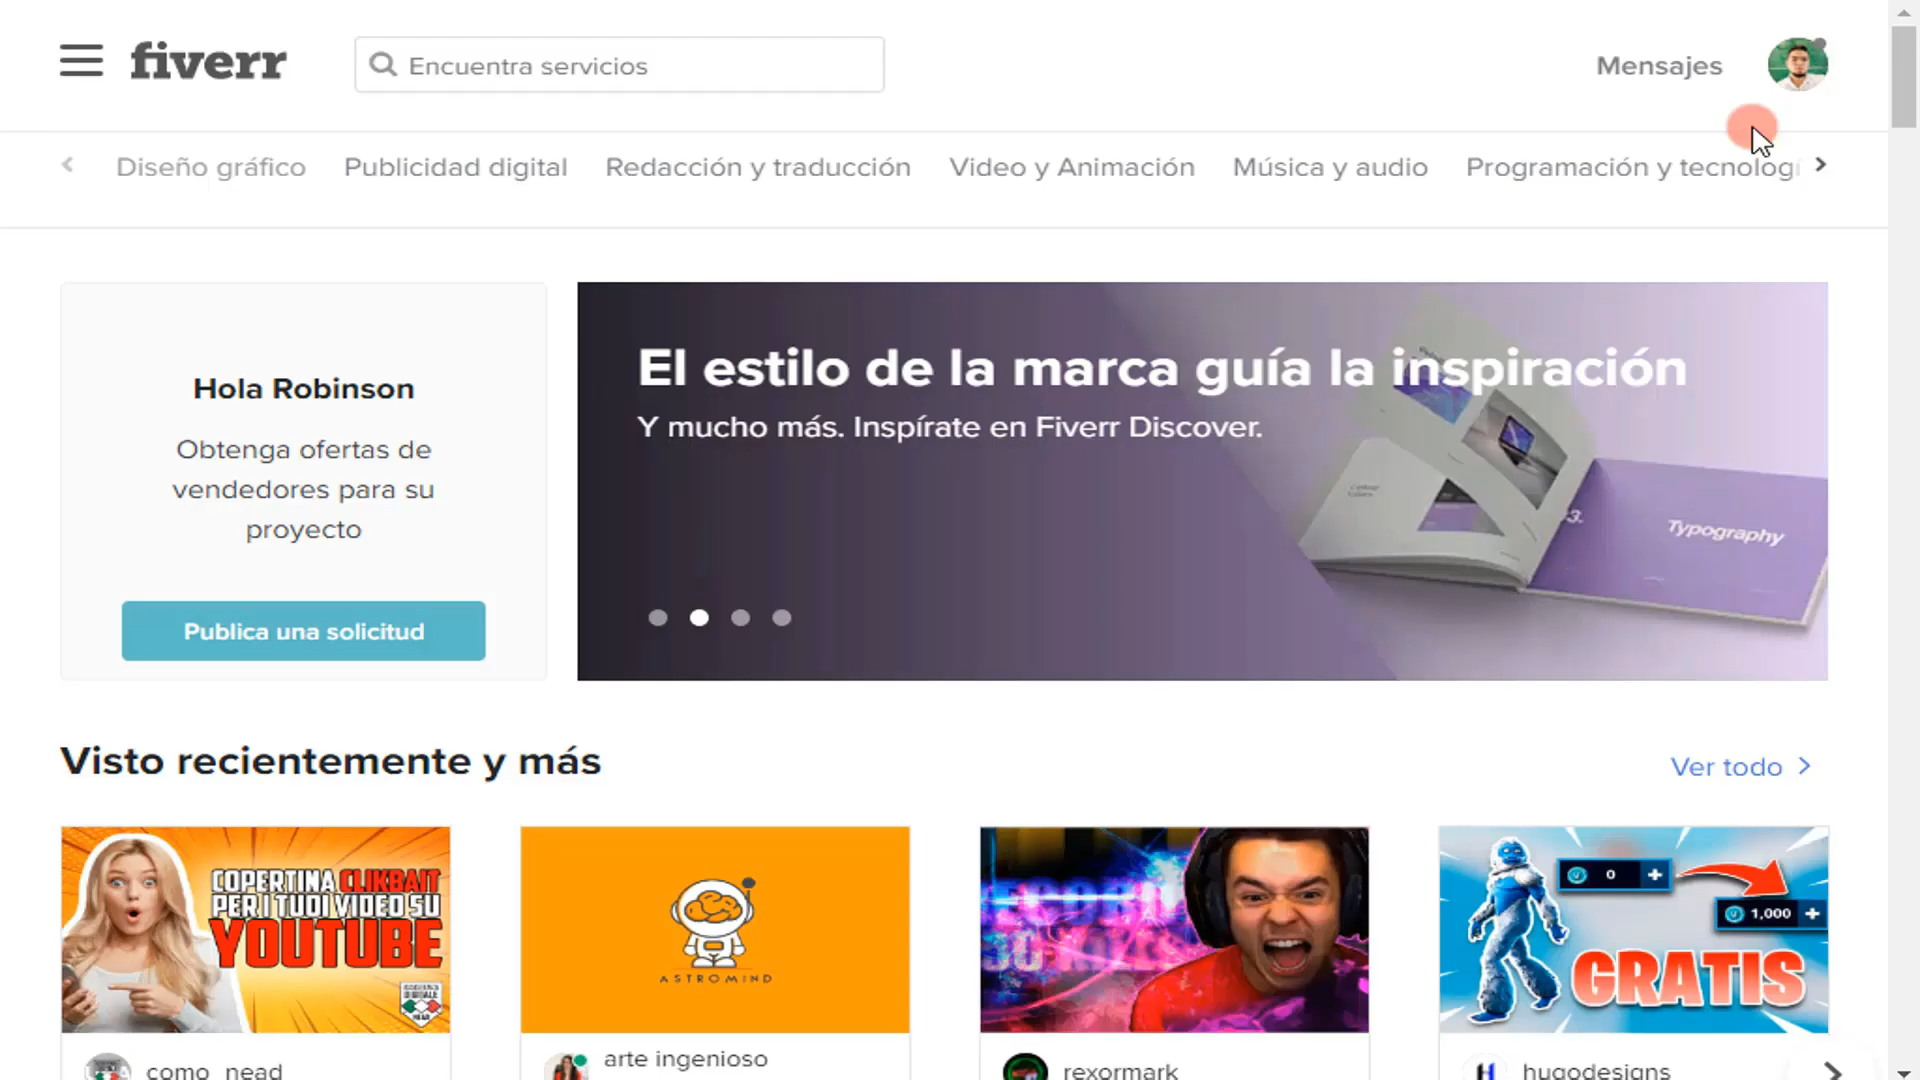 fiverr
Encuentra servicios
Mensajes
Diseño gráfico
Publicidad digital
Redacción y traducción
Video y Animación
Música y audio
Programación y tecnologí
Hola Robinson
Obtenga ofertas de
vendedores para su
proyecto
Publica una solicitud
El estilo de la marca guía la inspiración
Y mucho más. Inspírate en Fiverr Discover.
Typography
Visto recientemente y más
Ver todo
COPERTINA CLIKBAIT
PER I TUOI VIDEO SU
YOUTUBE
ASTROMIND
0
1,000
GRATIS
como_nead
arte ingenioso
rexormark
hugodesigns